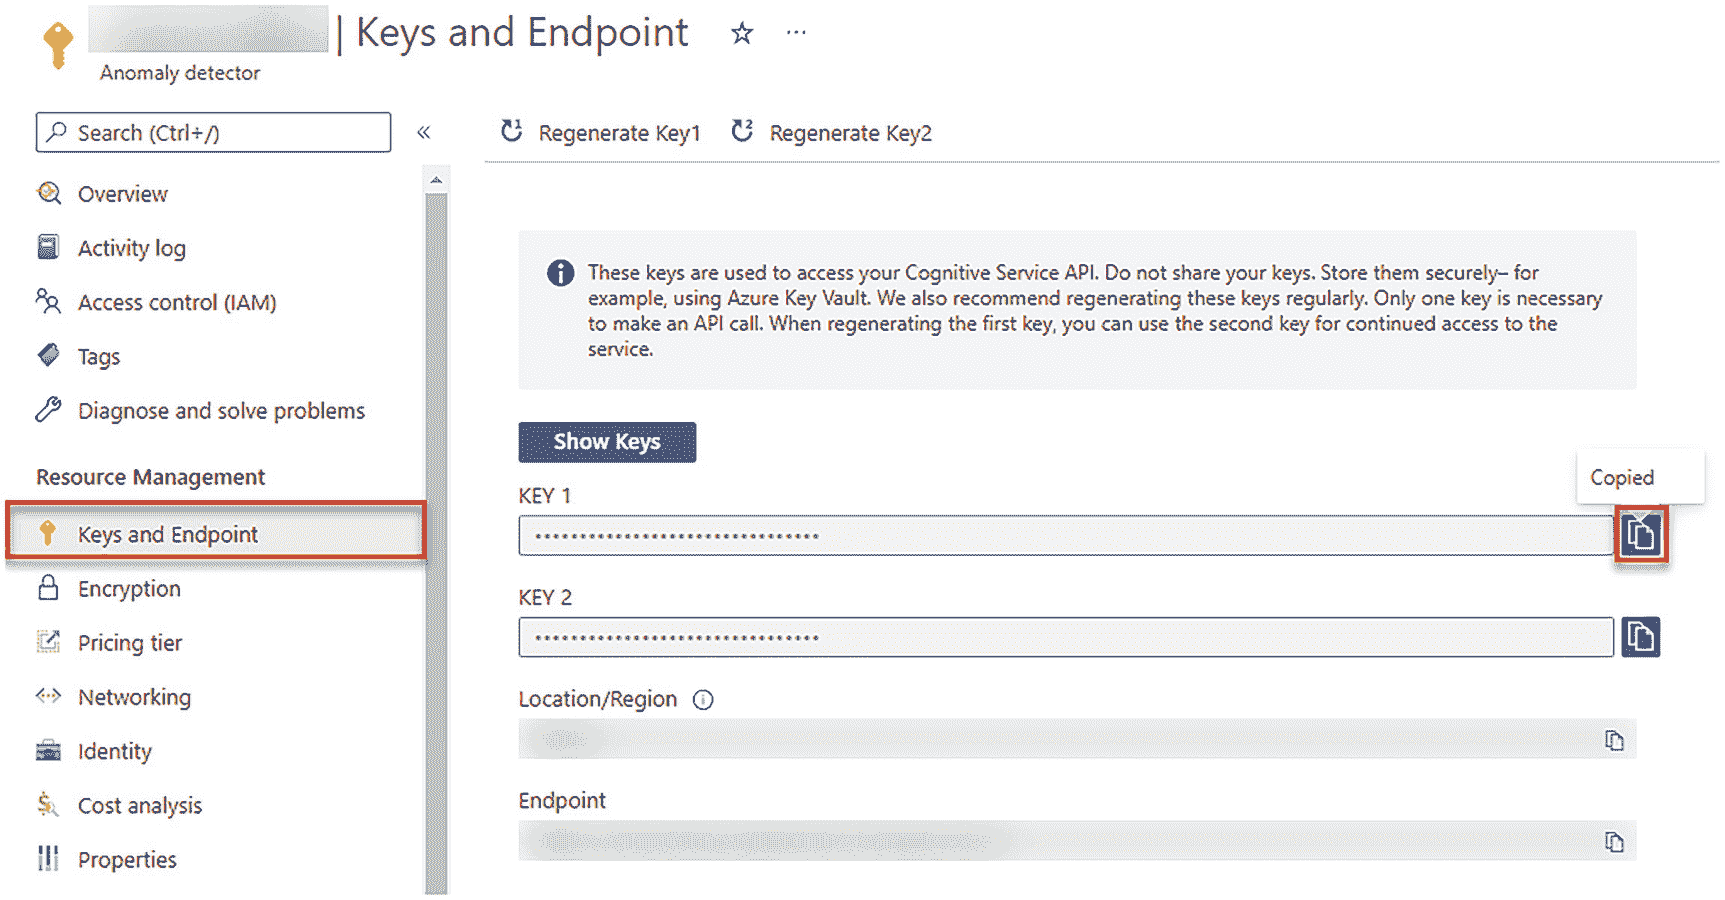 | Keys and Endpoint
Anomaly detector
Search (Ctrl+/)
Overview
Activity log
Access control (IAM)
Tags
Diagnose and solve problems
Resource Management
Keys and Endpoint
Encryption
Pricing tier
Networking
Identity
Cost analysis
Properties
Regenerate Key1
Regenerate Key2
These keys are used to access your Cognitive Service API. Do not share your keys. Store them securely– for
example, using Azure Key Vault. We also recommend regenerating these keys regularly. Only one key is necessary
to make an API call. When regenerating the first key, you can use the second key for continued access to the
service.
Show Keys
Copied
KEY 1
••••••••••••••••••••••••••••••••
KEY 2
••••••••••••••••••••••••••••••••
Location/Region
Endpoint